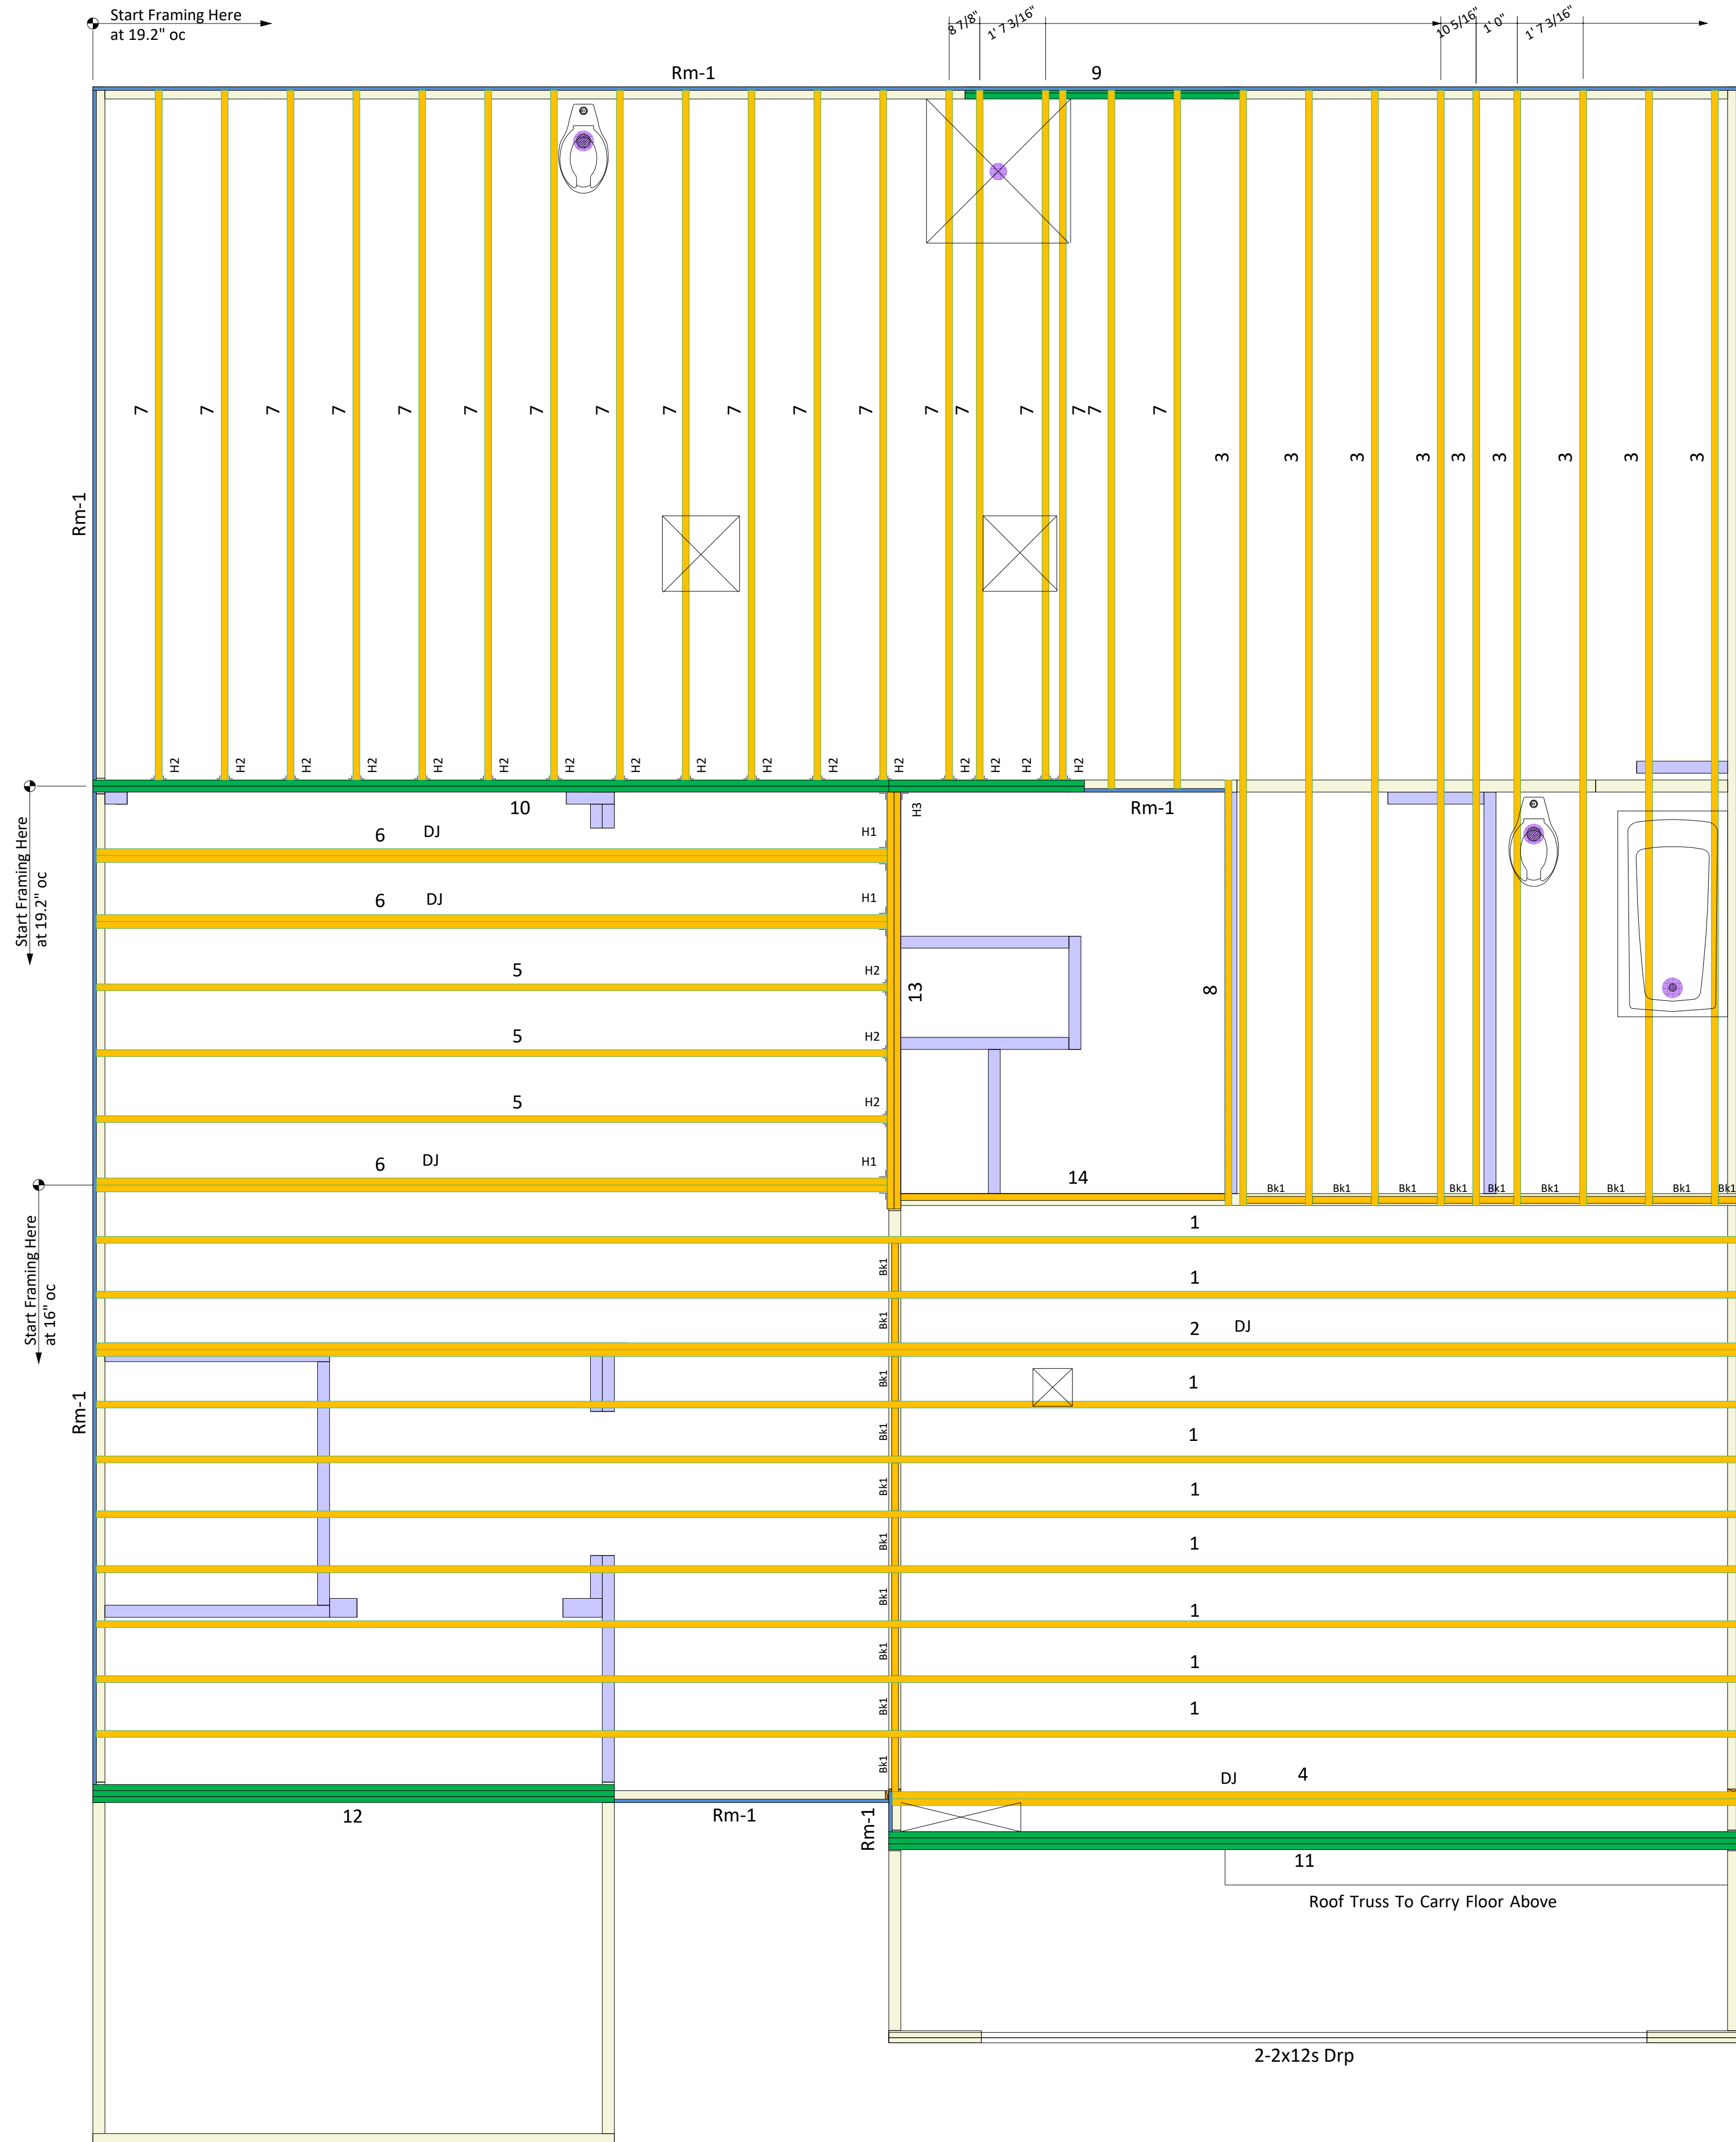 Start Framing Here
at 19.2" oc
8 7/8"
1' 7 3/16"
10 5/16"
1' 0"
1' 7 3/16"
Rm-1
9
7 7 7 7 7 7 7 7 7 7 7 7 7 7 7 7 7 7
3 3 3 3 3 3 3 3 3
Rm-1
H2 H2 H2 H2 H2 H2 H2 H2 H2 H2 H2 H2 H2 H2 H2 H2
Start Framing Here
at 19.2" oc
10
H3
Rm-1
6 DJ H1
6 DJ H1
5 H2
13
8
5 H2
5 H2
6 DJ H1
14
Bk1 Bk1 Bk1 Bk1 Bk1 Bk1 Bk1 Bk1 Bk1
Start Framing Here
at 16" oc
1
Bk1
1
Bk1
2 DJ
Bk1
1
Rm-1
Bk1
1
Bk1
1
Bk1
1
Bk1
1
Bk1
1
Bk1
1
Bk1
DJ 4
12
Rm-1
Rm-1
11
Roof Truss To Carry Floor Above
2-2x12s Drp